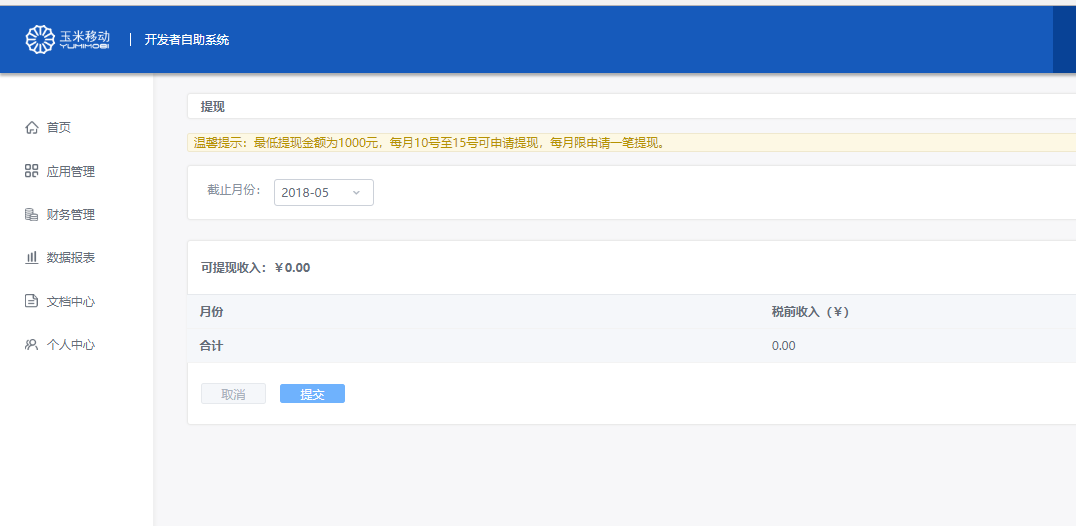 玉米移动
YUMIMOBI
开发者自助系统
首页
应用管理
财务管理
数据报表
文档中心
个人中心
提现
温馨提示：最低提现金额为1000元，每月10号至15号可申请提现，每月限申请一笔提现。
截止月份： 2018-05
可提现收入：￥0.00
月份 税前收入（￥）
合计 0.00
取消 提交